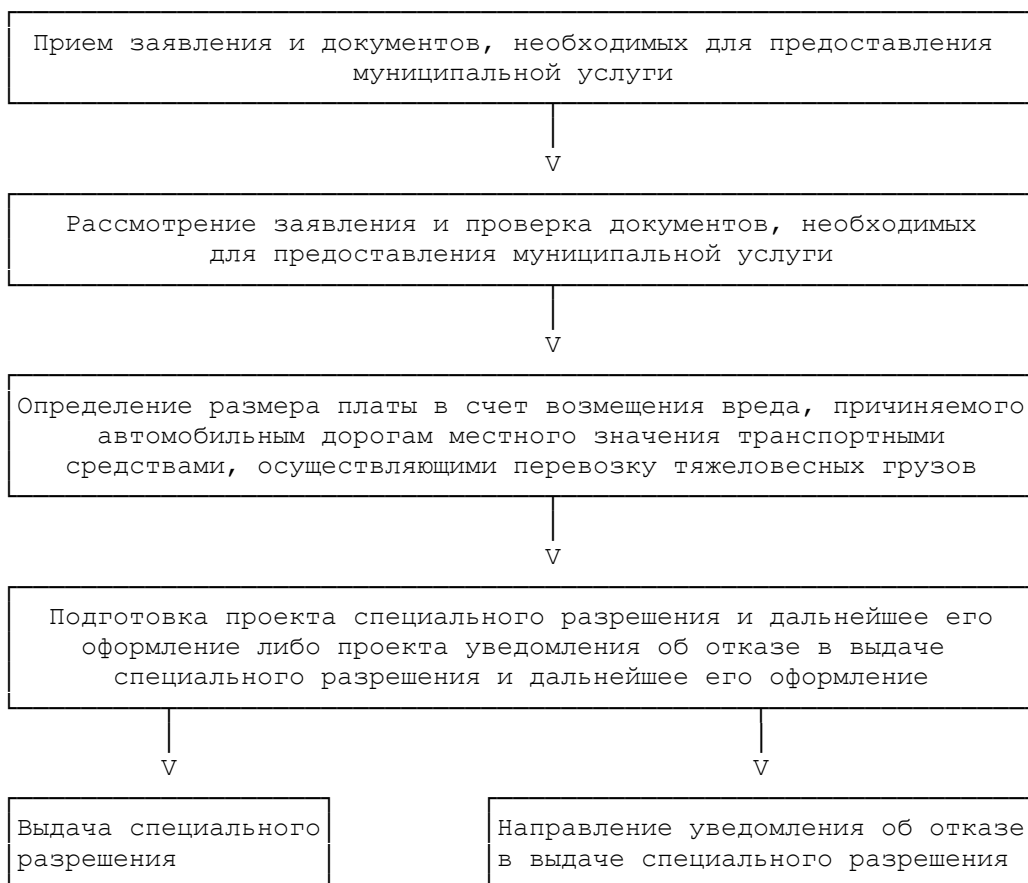 Прием заявления и документов, необходимых для предоставления
муниципальной услуги
V
Рассмотрение заявления и проверка документов, необходимых
для предоставления муниципальной услуги
V
Определение размера платы в счет возмещения вреда, причиняемого
автомобильным дорогам местного значения транспортными
средствами, осуществляющими перевозку тяжеловесных грузов
V
Подготовка проекта специального разрешения и дальнейшее его
оформление либо проекта уведомления об отказе в выдаче
специального разрешения и дальнейшее его оформление
V V
Выдача специального
разрешения
Направление уведомления об отказе
в выдаче специального разрешения